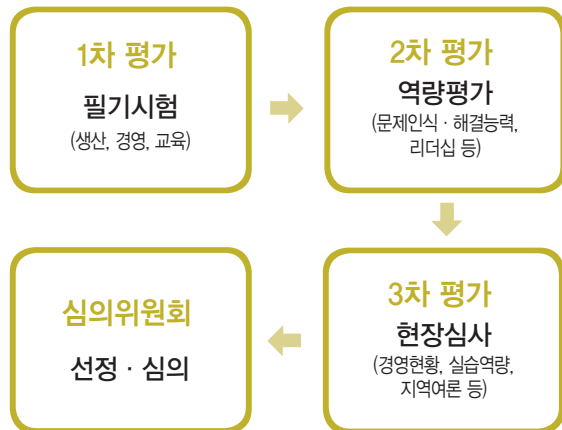 1차 평가
필기시험
(생산, 경영, 교육)
2차 평가
역량평가
(문제인식 · 해결능력,
리더십 등)
3차 평가
현장심사
(경영현황, 실습역량,
지역여론 등)
심의위원회
선정 · 심의